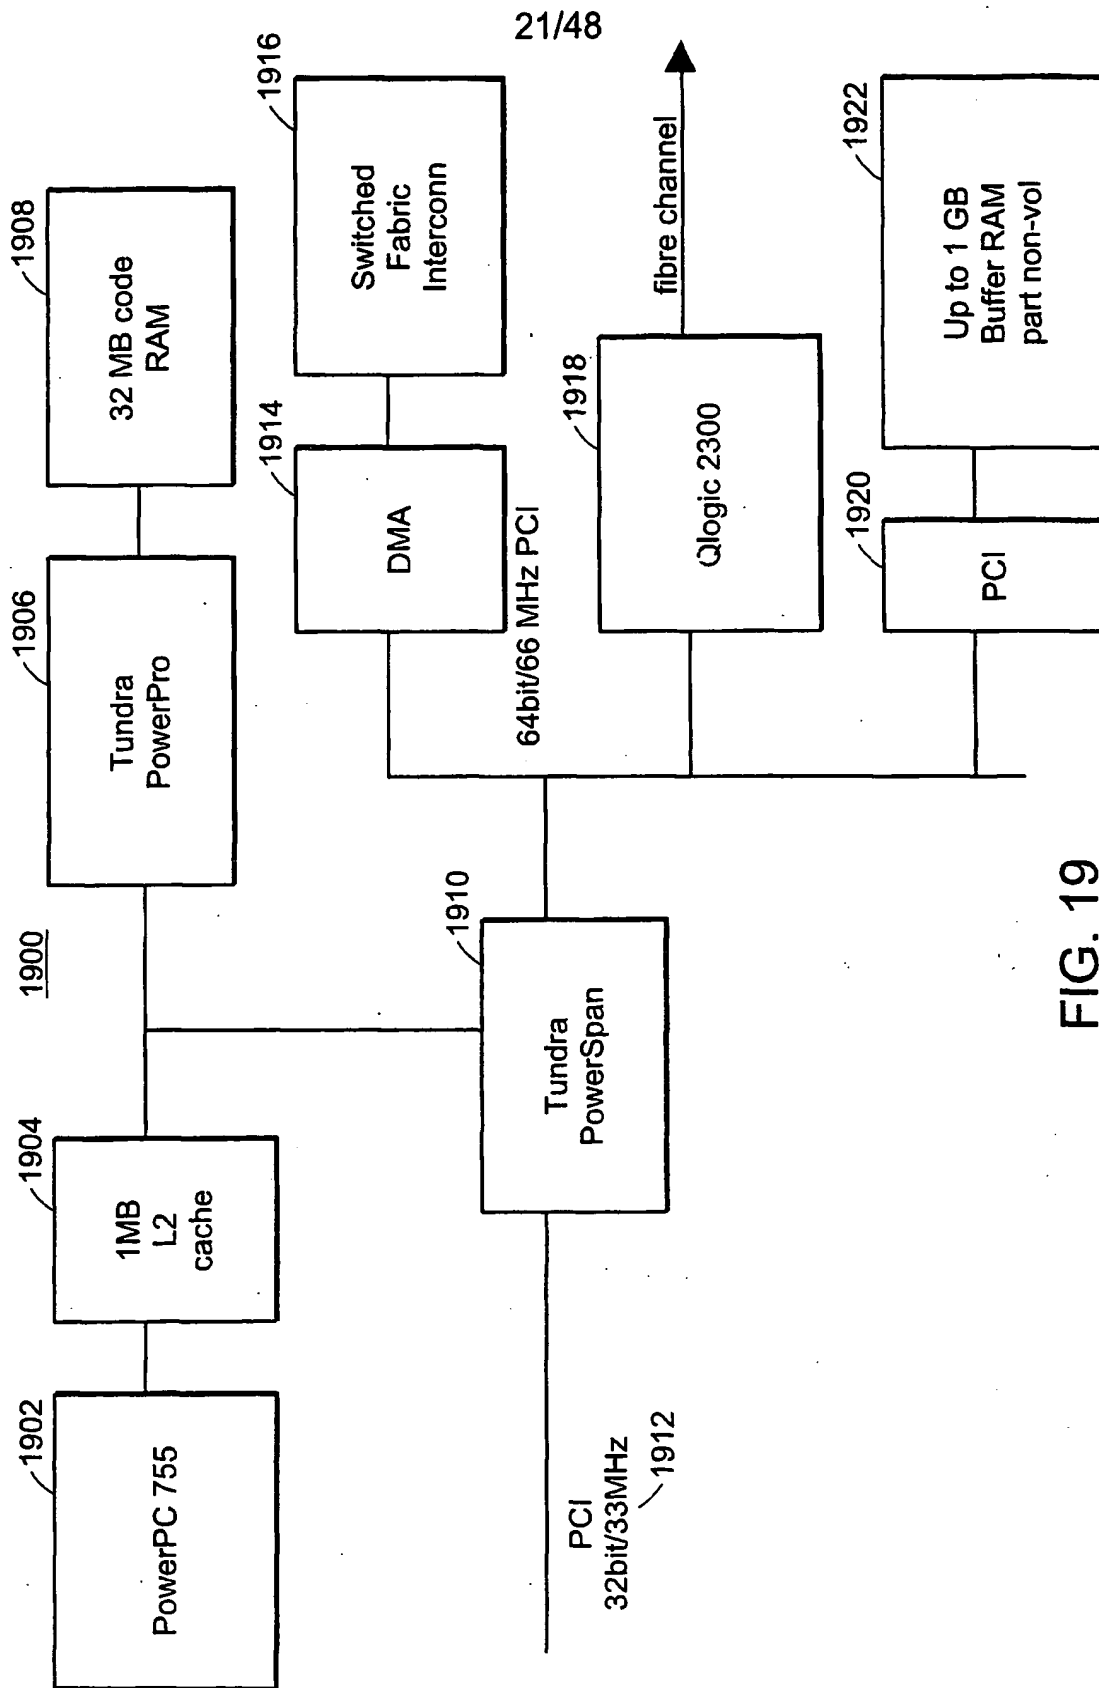 21/48
1900
1902
PowerPC 755
1904
1MB
L2
cache
1906
Tundra
PowerPro
1908
32 MB code
RAM
1910
Tundra
PowerSpan
PCI
32bit/33MHz
1912
1914
DMA
64bit/66 MHz PCI
1916
Switched
Fabric
Interconn
1918
Qlogic 2300
fibre channel
1920
PCI
1922
Up to 1 GB
Buffer RAM
part non-vol
FIG. 19